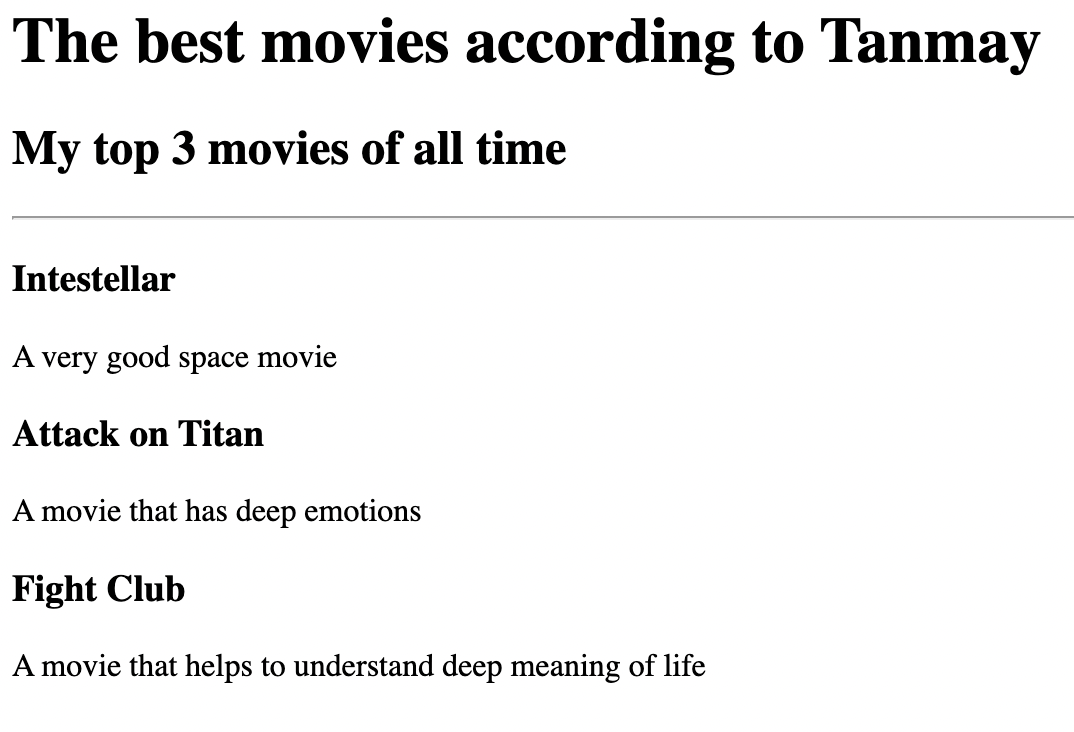 The best movies according to Tanmay
My top 3 movies of all time
Intestellar
A very good space movie
Attack on Titan
A movie that has deep emotions
Fight Club
A movie that helps to understand deep meaning of life